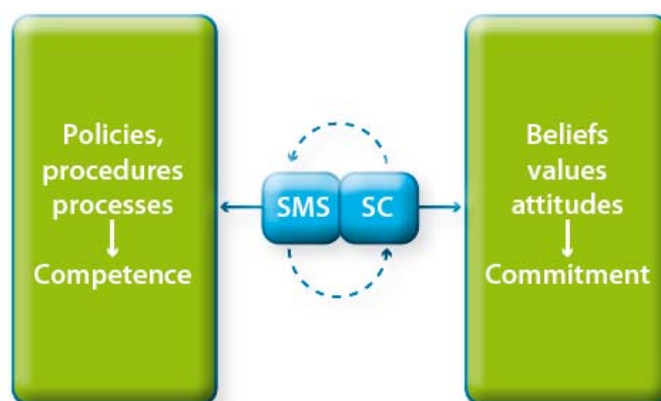 Policies,
procedures
processes
Competence
SMS
SC
Beliefs
values
attitudes
Commitment